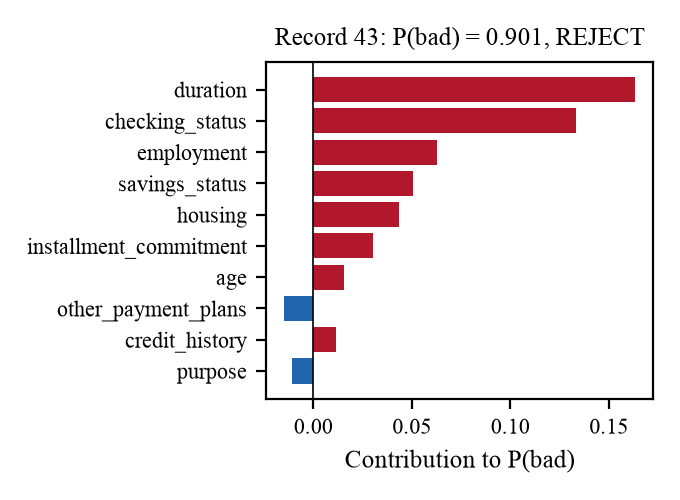 Record 43: P(bad) = 0.901, REJECT
duration
checking_status
employment
savings_status
housing
installment_commitment
age
other_payment_plans
credit_history
purpose
0.00 0.05 0.10 0.15
Contribution to P(bad)